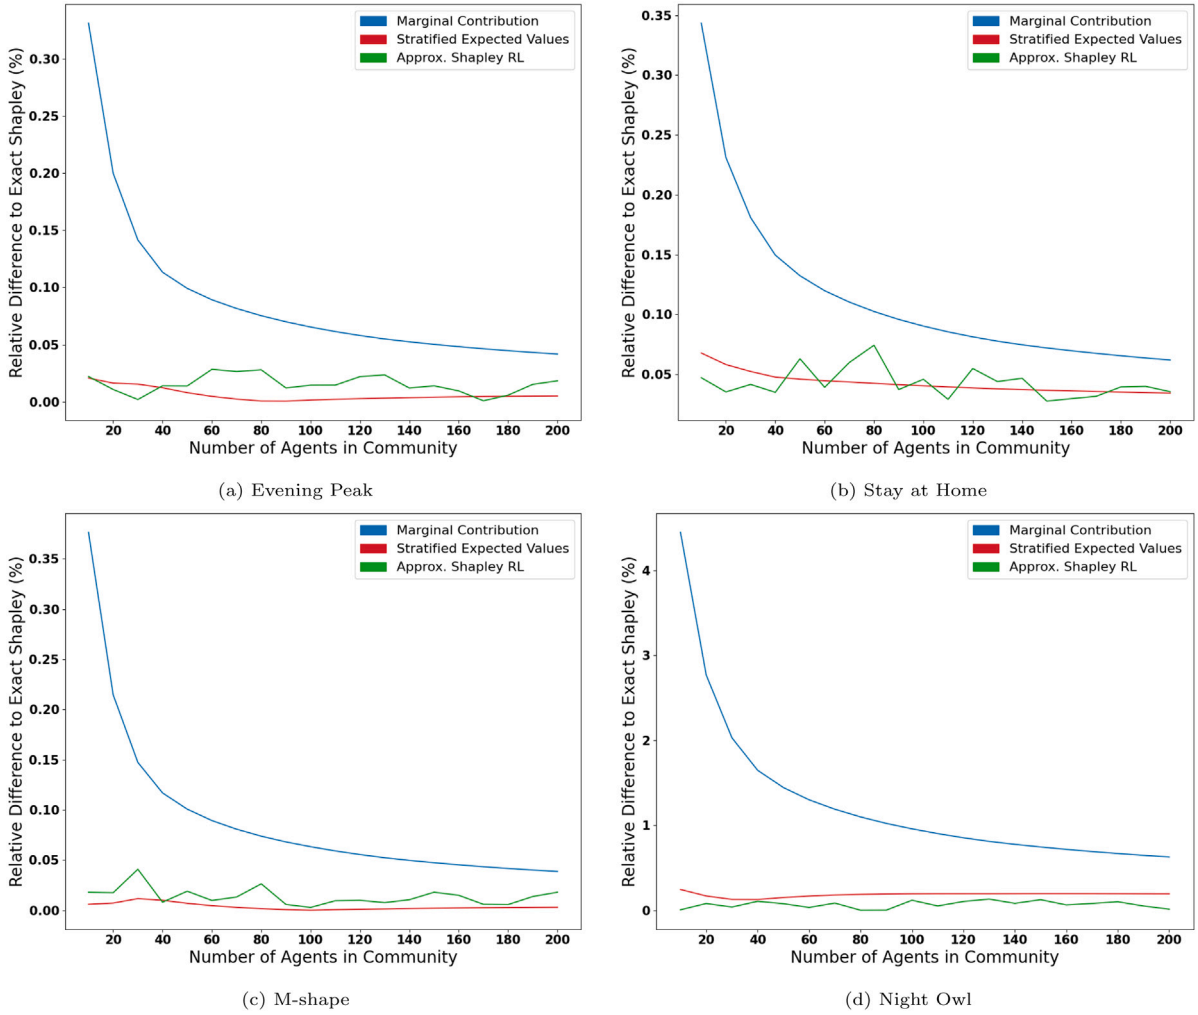 Relative Difference to Exact Shapley (%)
0.30
0.25
0.20
0.15
0.10
0.05
0.00
Marginal Contribution
Stratified Expected Values
Approx. Shapley RL
20 40 60 80 100 120 140 160 180 200
Number of Agents in Community
(a) Evening Peak
Relative Difference to Exact Shapley (%)
0.35
0.30
0.25
0.20
0.15
0.10
0.05
Marginal Contribution
Stratified Expected Values
Approx. Shapley RL
20 40 60 80 100 120 140 160 180 200
Number of Agents in Community
(b) Stay at Home
Relative Difference to Exact Shapley (%)
0.35
0.30
0.25
0.20
0.15
0.10
0.05
0.00
Marginal Contribution
Stratified Expected Values
Approx. Shapley RL
20 40 60 80 100 120 140 160 180 200
Number of Agents in Community
(c) M-shape
Relative Difference to Exact Shapley (%)
4
3
2
1
0
Marginal Contribution
Stratified Expected Values
Approx. Shapley RL
20 40 60 80 100 120 140 160 180 200
Number of Agents in Community
(d) Night Owl